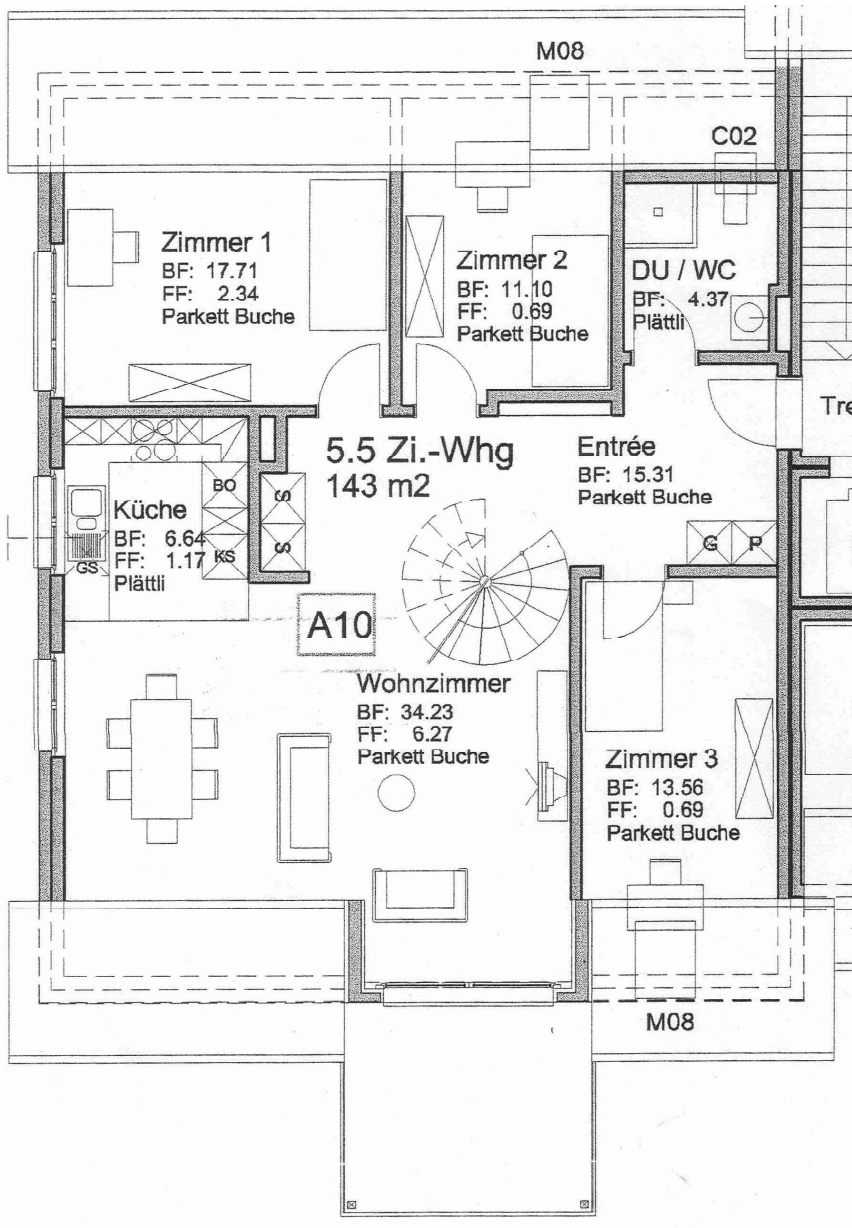 M08
C02
Zimmer 1
BF: 17.71
FF: 2.34
Parkett Buche
Zimmer 2
BF: 11.10
FF: 0.69
Parkett Buche
DU / WC
BF: 4.37
Plättli
Tre
5.5 Zi.-Whg
143 m2
Entrée
BF: 15.31
Parkett Buche
Küche
BF: 6.64
FF: 1.17
Plättli
BO
KS
GS
S
S
G
P
A10
Wohnzimmer
BF: 34.23
FF: 6.27
Parkett Buche
Zimmer 3
BF: 13.56
FF: 0.69
Parkett Buche
M08